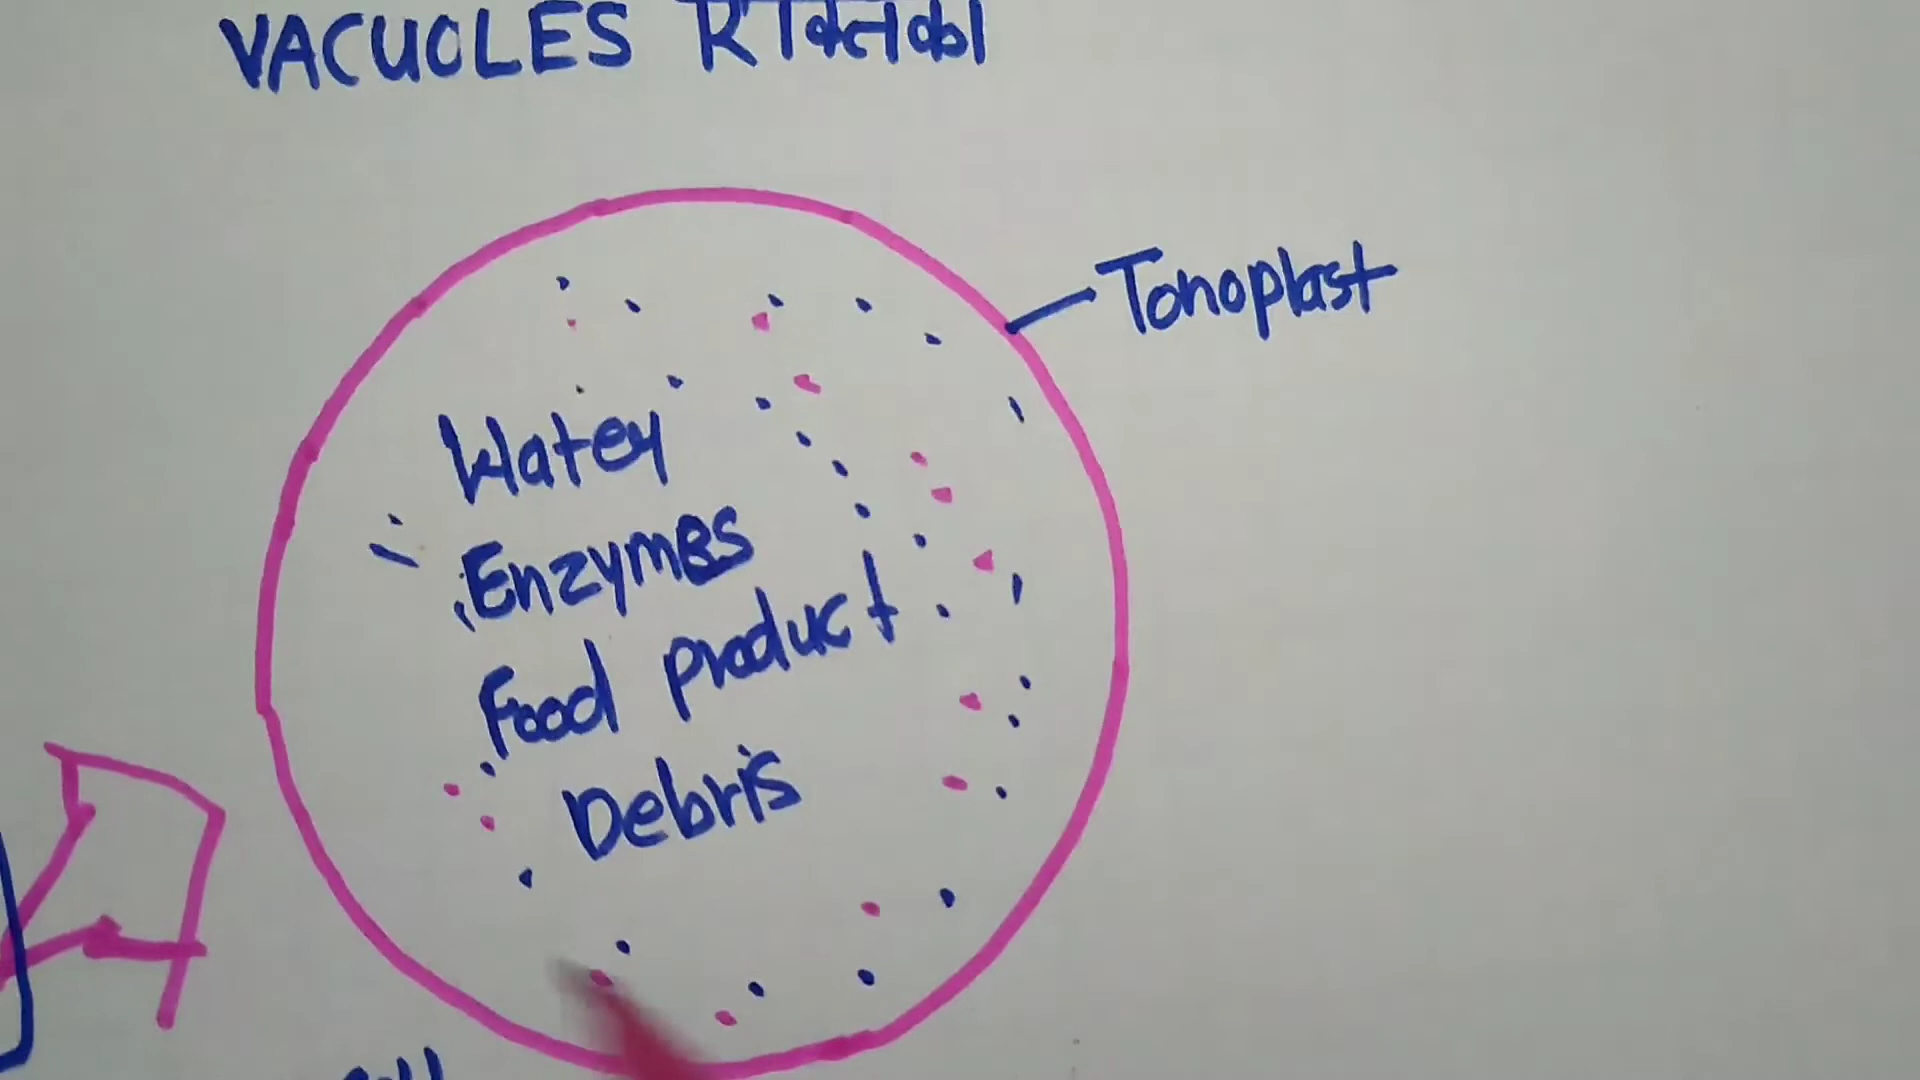 VACUOLES रिक्तिका
Tonoplast
Water
Enzymes
Food product
Debris